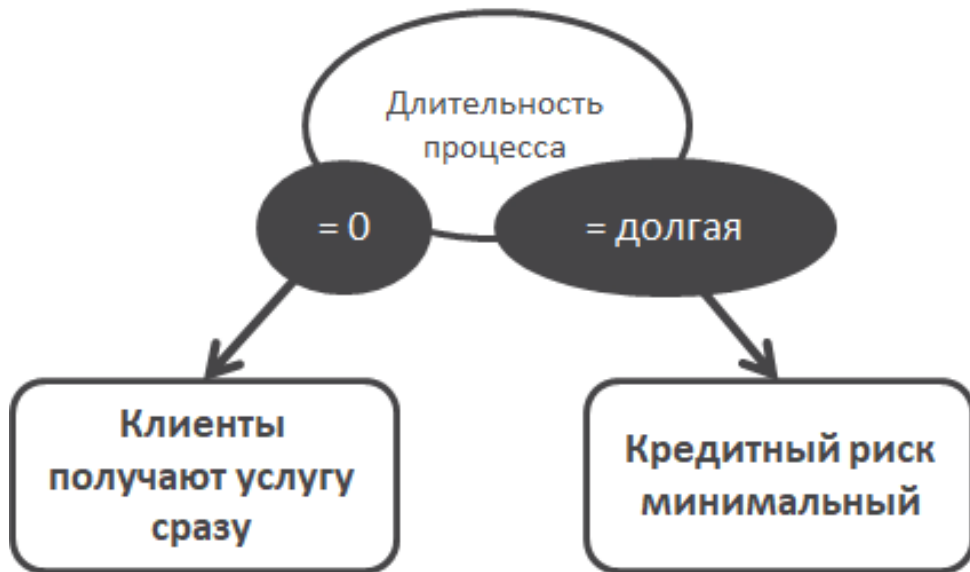 Длительность
процесса
= 0
= долгая
Клиенты
получают услугу
сразу
Кредитный риск
минимальный